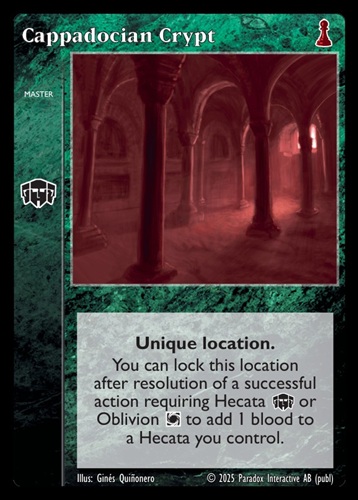 Cappadocian Crypt
MASTER
Unique location.
You can lock this location
after resolution of a successful
action requiring Hecata or
Oblivion to add 1 blood to
a Hecata you control.
Illus: Ginés Quiñonero © 2025 Paradox Interactive AB (publ)